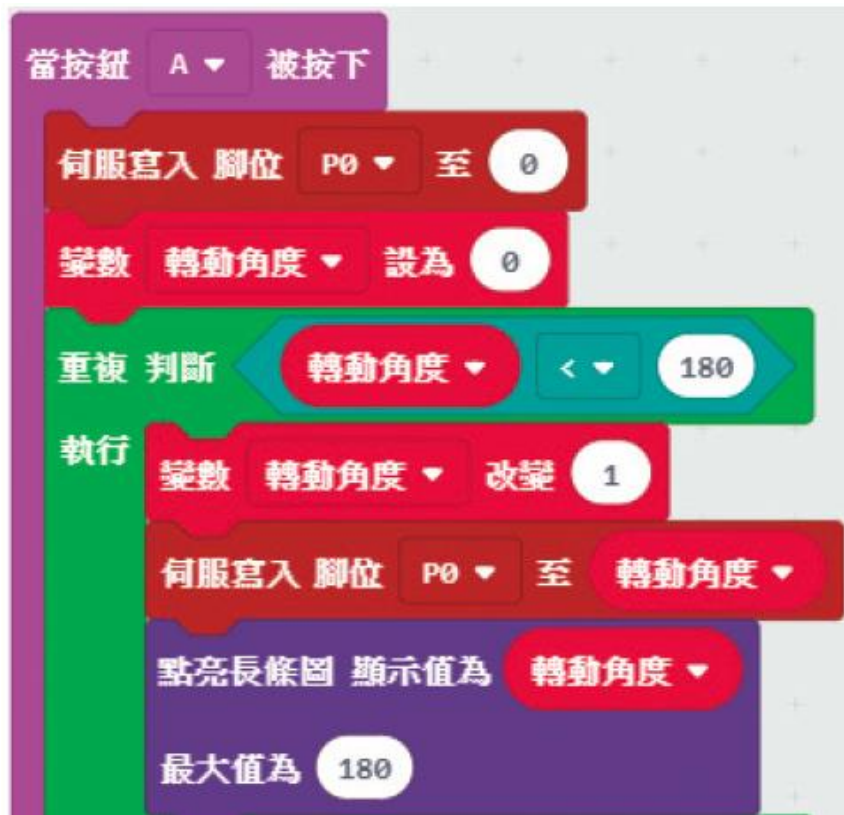 當按鈕 A 被按下
伺服寫入 腳位 P0 至 0
變數 轉動角度 設為 0
重複 判斷 轉動角度 < 180
執行
變數 轉動角度 改變 1
伺服寫入 腳位 P0 至 轉動角度
點亮長條圖 顯示值為 轉動角度
最大值為 180